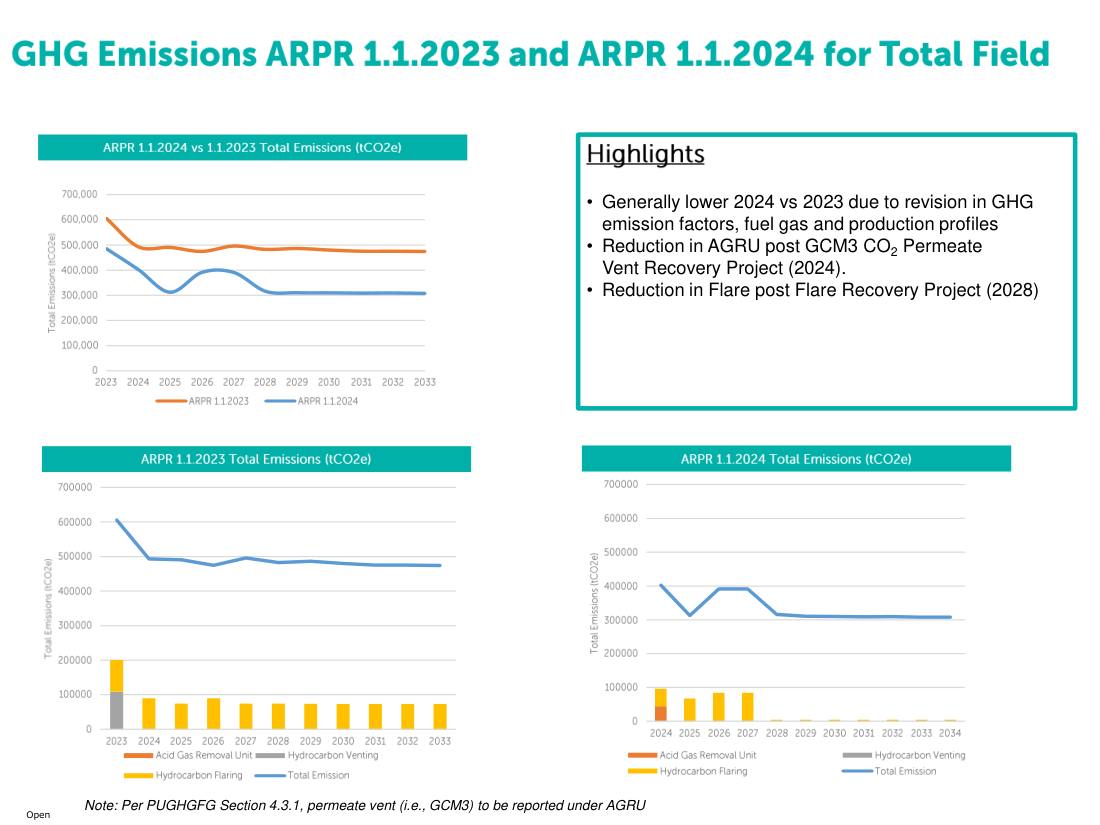 GHG Emissions ARPR 1.1.2023 and ARPR 1.1.2024 for Total Field
ARPR 1.1.2024 vs 1.1.2023 Total Emissions (tCO2e)
Total Emissions (tCO2e)
700,000
600,000
500,000
400,000
300,000
200,000
100,000
0
2023 2024 2025 2026 2027 2028 2029 2030 2031 2032 2033
ARPR 1.1.2023 ARPR 1.1.2024
Highlights
• Generally lower 2024 vs 2023 due to revision in GHG
emission factors, fuel gas and production profiles
• Reduction in AGRU post GCM3 CO2 Permeate
Vent Recovery Project (2024).
• Reduction in Flare post Flare Recovery Project (2028)
ARPR 1.1.2023 Total Emissions (tCO2e)
Total Emissions (tCO2e)
700000
600000
500000
400000
300000
200000
100000
0
2023 2024 2025 2026 2027 2028 2029 2030 2031 2032 2033
Acid Gas Removal Unit Hydrocarbon Venting
Hydrocarbon Flaring Total Emission
ARPR 1.1.2024 Total Emissions (tCO2e)
Total Emissions (tCO2e)
700000
600000
500000
400000
300000
200000
100000
0
2024 2025 2026 2027 2028 2029 2030 2031 2032 2033 2034
Acid Gas Removal Unit Hydrocarbon Venting
Hydrocarbon Flaring Total Emission
Note: Per PUGHGFG Section 4.3.1, permeate vent (i.e., GCM3) to be reported under AGRU
Open